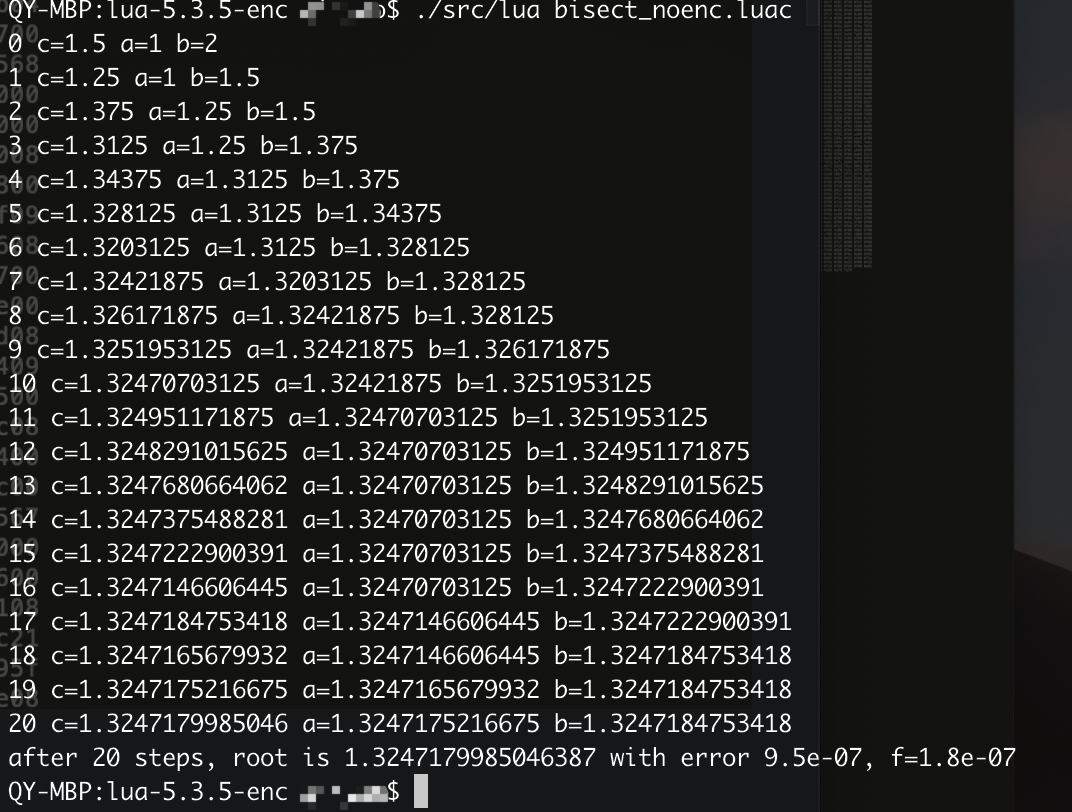 QY-MBP:lua-5.3.5-enc $ ./src/lua bisect_noenc.luac
0 c=1.5 a=1 b=2
1 c=1.25 a=1 b=1.5
2 c=1.375 a=1.25 b=1.5
3 c=1.3125 a=1.25 b=1.375
4 c=1.34375 a=1.3125 b=1.375
5 c=1.328125 a=1.3125 b=1.34375
6 c=1.3203125 a=1.3125 b=1.328125
7 c=1.32421875 a=1.3203125 b=1.328125
8 c=1.326171875 a=1.32421875 b=1.328125
9 c=1.3251953125 a=1.32421875 b=1.326171875
10 c=1.32470703125 a=1.32421875 b=1.3251953125
11 c=1.324951171875 a=1.32470703125 b=1.3251953125
12 c=1.3248291015625 a=1.32470703125 b=1.324951171875
13 c=1.3247680664062 a=1.32470703125 b=1.3248291015625
14 c=1.3247375488281 a=1.32470703125 b=1.3247680664062
15 c=1.3247222900391 a=1.32470703125 b=1.3247375488281
16 c=1.3247146606445 a=1.32470703125 b=1.3247222900391
17 c=1.3247184753418 a=1.3247146606445 b=1.3247222900391
18 c=1.3247165679932 a=1.3247146606445 b=1.3247184753418
19 c=1.3247175216675 a=1.3247165679932 b=1.3247184753418
20 c=1.3247179985046 a=1.3247175216675 b=1.3247184753418
after 20 steps, root is 1.3247179985046387 with error 9.5e-07, f=1.8e-07
QY-MBP:lua-5.3.5-enc $